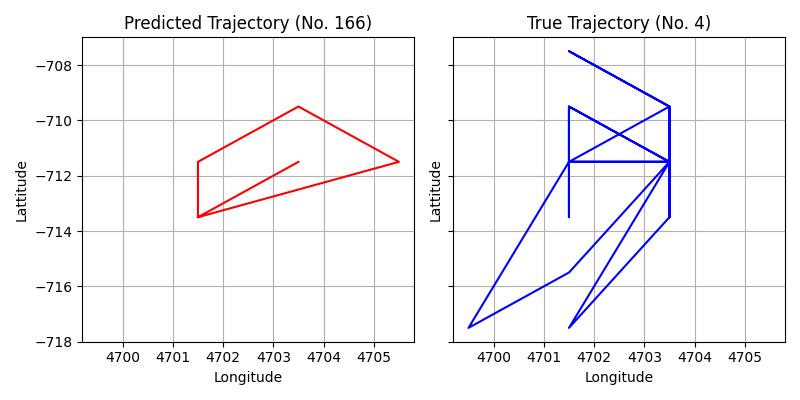 Predicted Trajectory (No. 166)
True Trajectory (No. 4)
−708
−710
−712
−714
−716
−718
Lattitude
Lattitude
4700 4701 4702 4703 4704 4705
4700 4701 4702 4703 4704 4705
Longitude
Longitude